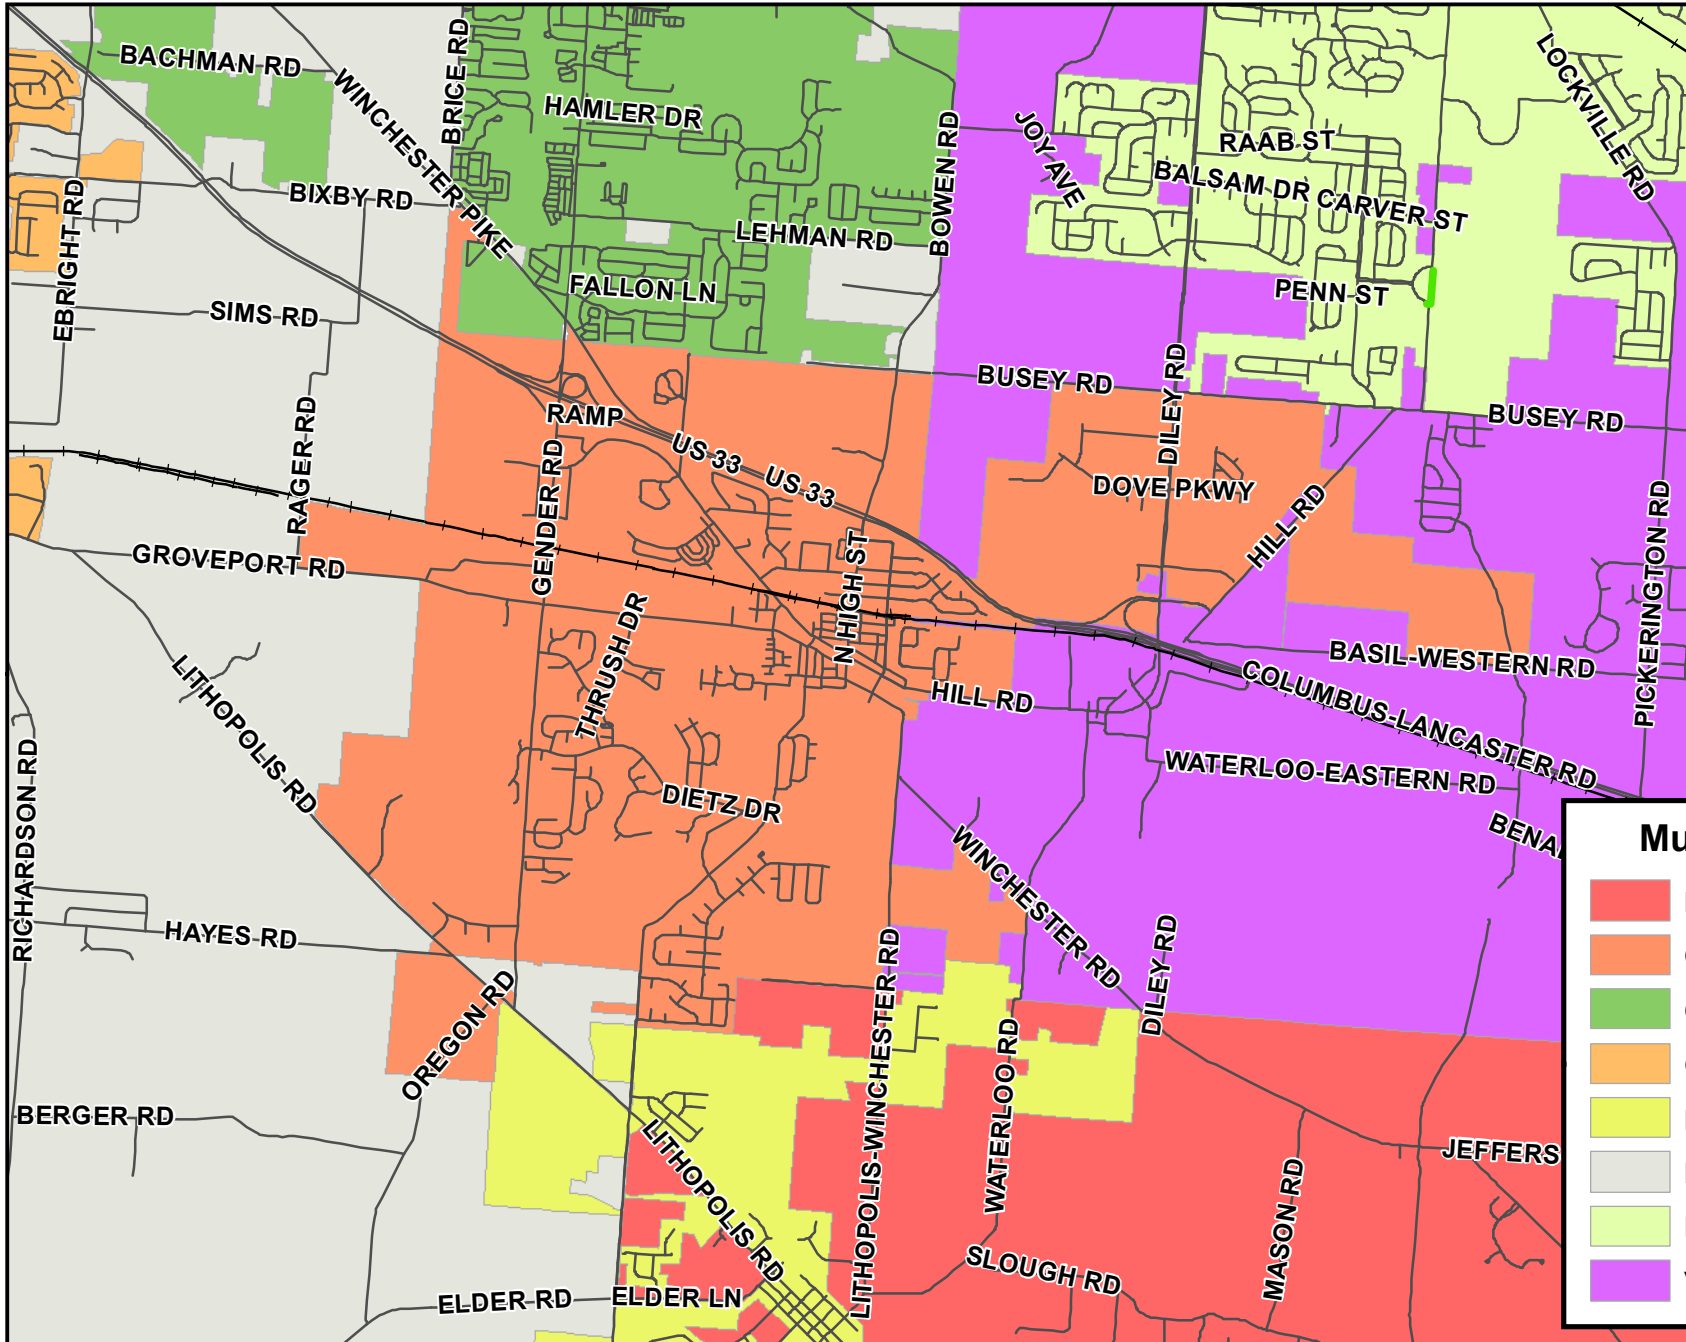 BACHMAN RD
WINCHESTER PIKE
BRICE RD
HAMLER DR
BOWEN RD
JOY AVE
RAAB ST
LOCKVILLE RD
BALSAM DR
CARVER ST
BIXBY RD
EBRIGHT RD
LEHMAN RD
FALLON LN
PENN ST
SIMS RD
BUSEY RD
DILEY RD
BUSEY RD
RAMP
US 33
US 33
RAGER RD
GENDER RD
DOVE PKWY
HILL RD
PICKERINGTON RD
GROVEPORT RD
N HIGH ST
THRUSH DR
BASIL-WESTERN RD
COLUMBUS-LANCASTER RD
HILL RD
LITHOPOLIS RD
RICHARDSON RD
WATERLOO-EASTERN RD
DIETZ DR
BENA
WINCHESTER RD
Mu
HAYES RD
LITHOPOLIS-WINCHESTER RD
DILEY RD
OREGON RD
WATERLOO RD
BERGER RD
LITHOPOLIS RD
JEFFERS
MASON RD
SLOUGH RD
ELDER RD
ELDER LN